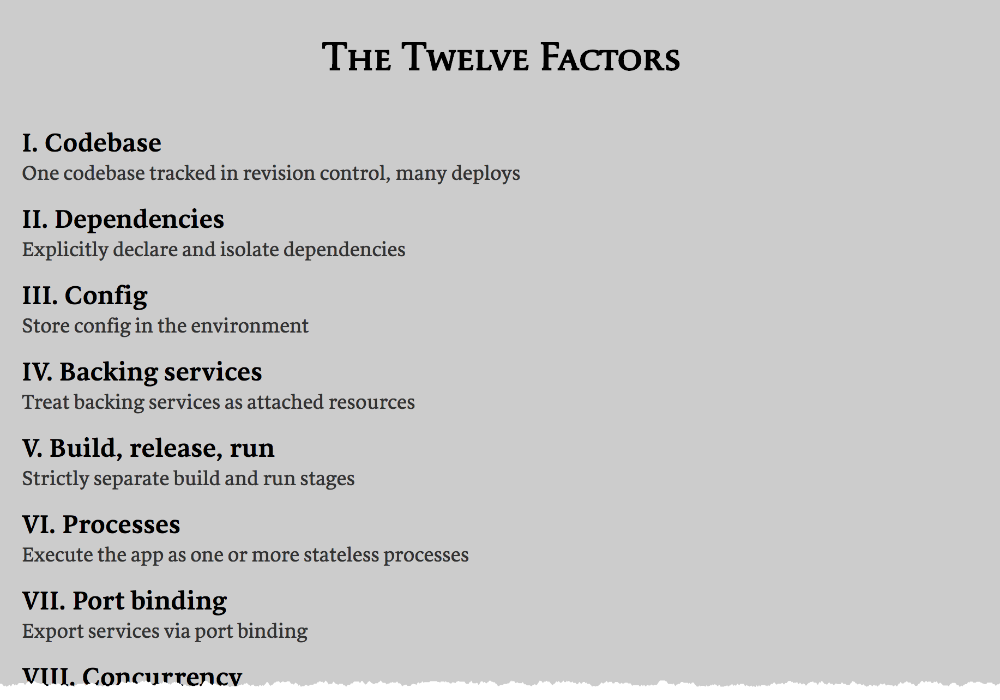 The Twelve Factors
I. Codebase
One codebase tracked in revision control, many deploys
II. Dependencies
Explicitly declare and isolate dependencies
III. Config
Store config in the environment
IV. Backing services
Treat backing services as attached resources
V. Build, release, run
Strictly separate build and run stages
VI. Processes
Execute the app as one or more stateless processes
VII. Port binding
Export services via port binding
VIII. Concurrency